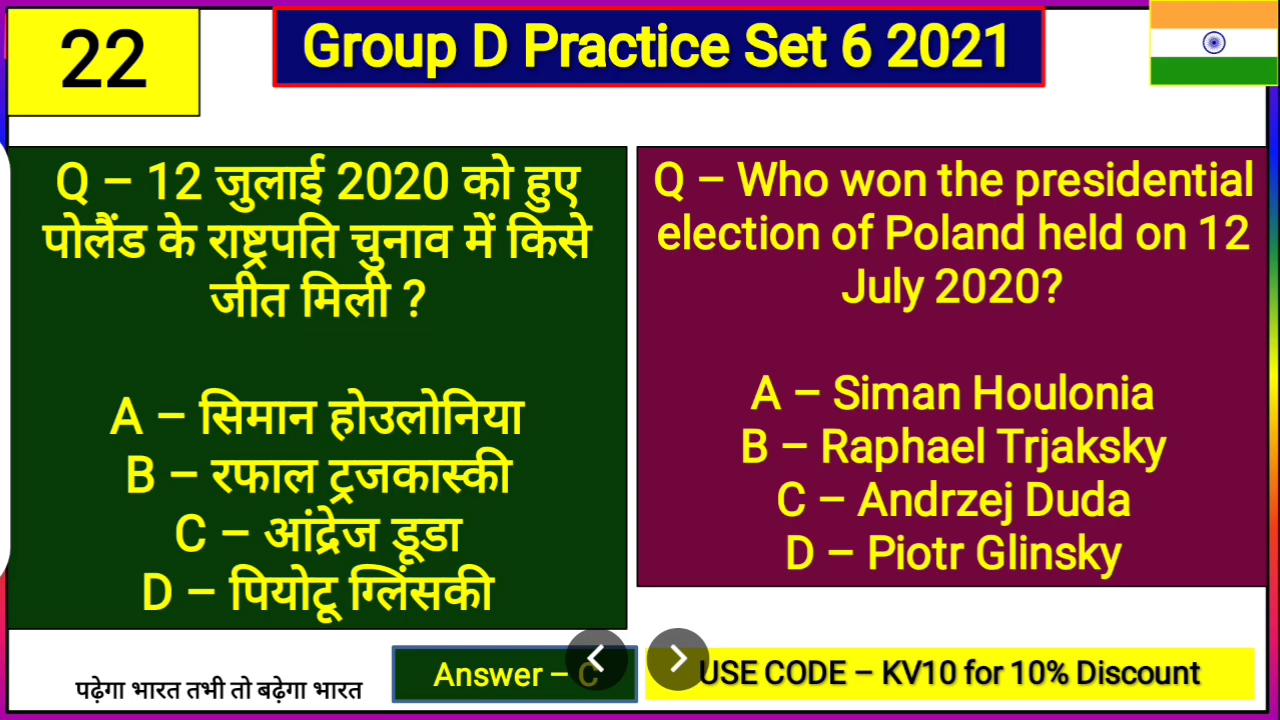 22
Group D Practice Set 6 2021
Q – 12 जुलाई 2020 को हुए
पोलैंड के राष्ट्रपति चुनाव में किसे
जीत मिली ?
A – सिमान होउलोनिया
B – रफाल ट्रजकास्की
C – आंद्रेज डूडा
D – पियोटू ग्लिंसकी
Q – Who won the presidential
election of Poland held on 12
July 2020?
A – Siman Houlonia
B – Raphael Trjaksky
C – Andrzej Duda
D – Piotr Glinsky
पढ़ेगा भारत तभी तो बढ़ेगा भारत
Answer – C
USE CODE – KV10 for 10% Discount